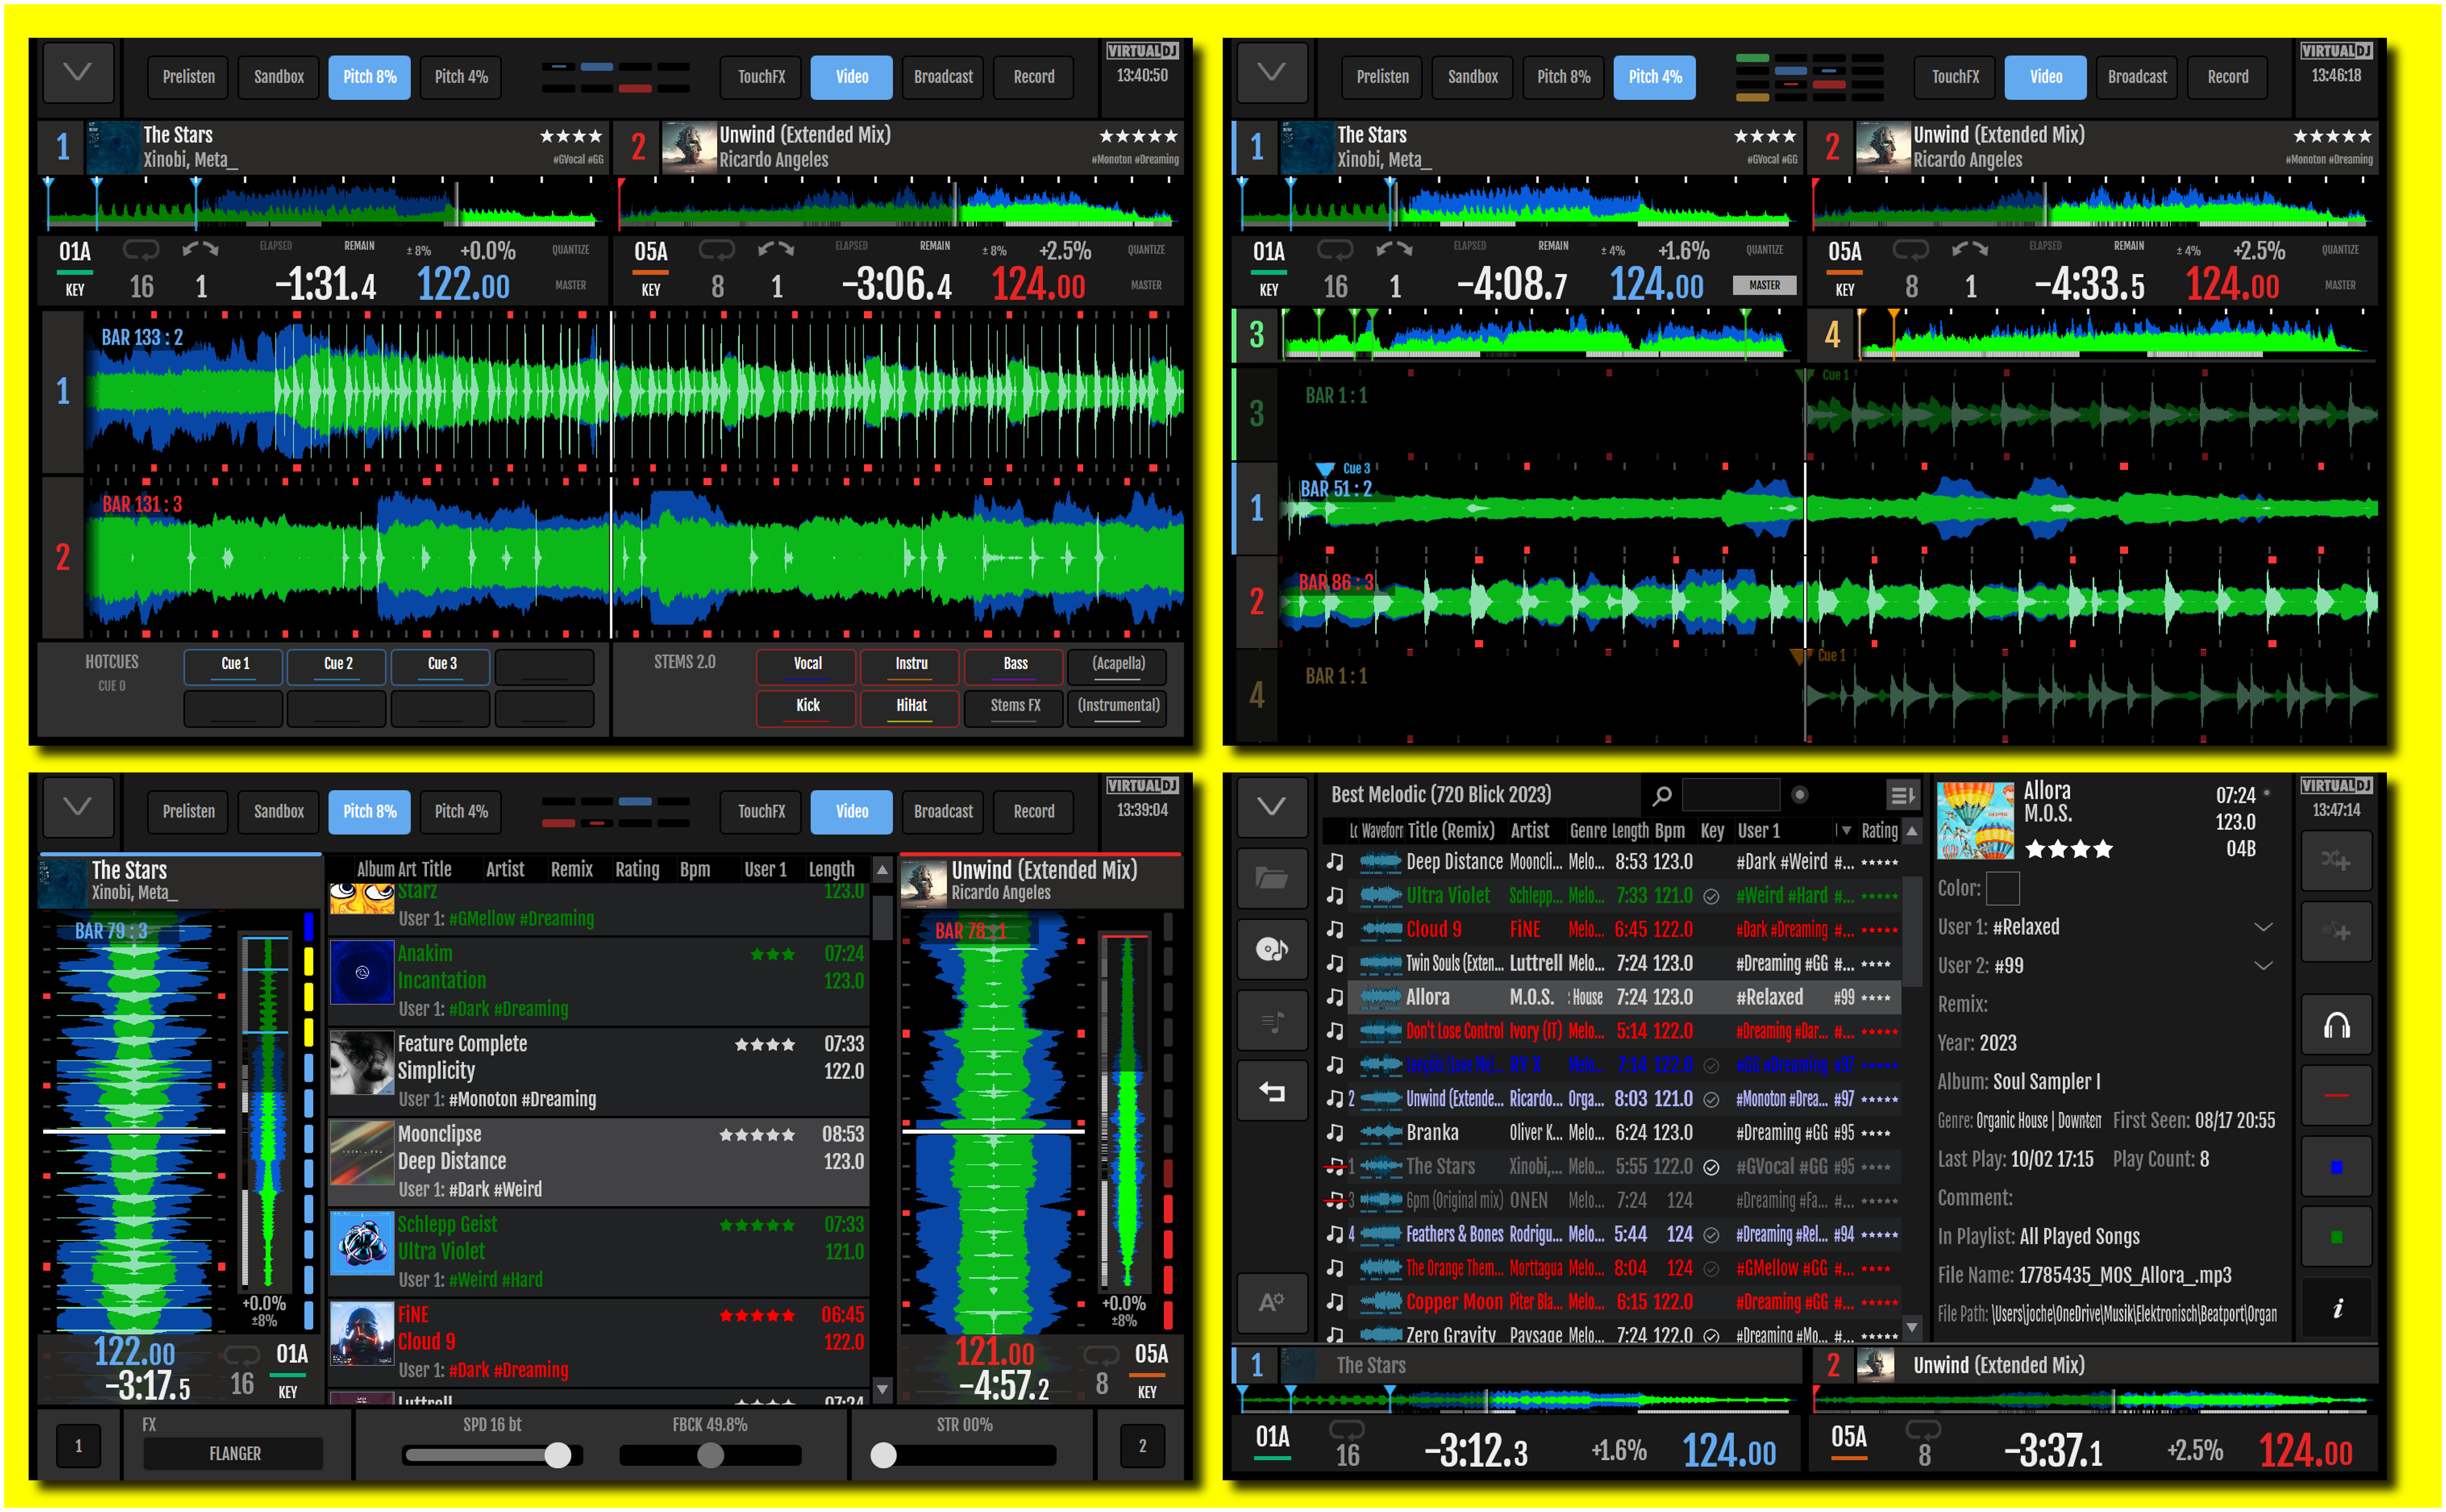 Prelisten Sandbox Pitch 8% Pitch 4% TouchFX Video Broadcast Record VIRTUALDJ
13:40:50
1 The Stars
Xinobi, Meta_ #GVocal #GG
2 Unwind (Extended Mix)
Ricardo Angeles #Monoton #Dreaming
01A ELAPSED REMAIN ± 8% +0.0% QUANTIZE
KEY 16 1 -1:31.4 122.00 MASTER
05A ELAPSED REMAIN ± 8% +2.5% QUANTIZE
KEY 8 1 -3:06.4 124.00 MASTER
BAR 133 : 2
1
BAR 131 : 3
2
HOTCUES Cue 1 Cue 2 Cue 3
CUE 0
STEMS 2.0 Vocal Instru Bass (Acapella)
Kick HiHat Stems FX (Instrumental)
Prelisten Sandbox Pitch 8% Pitch 4% TouchFX Video Broadcast Record VIRTUALDJ
13:46:18
1 The Stars
Xinobi, Meta_ #GVocal #GG
2 Unwind (Extended Mix)
Ricardo Angeles #Monoton #Dreaming
01A ELAPSED REMAIN ± 4% +1.6% QUANTIZE
KEY 16 1 -4:08.7 124.00 MASTER
05A ELAPSED REMAIN ± 4% +2.5% QUANTIZE
KEY 8 1 -4:33.5 124.00 MASTER
3 4
Cue 1
BAR 1 : 1
3
Cue 3
BAR 51 : 2
1
BAR 86 : 3
2
Cue 1
BAR 1 : 1
4
Prelisten Sandbox Pitch 8% Pitch 4% TouchFX Video Broadcast Record VIRTUALDJ
13:39:04
The Stars
Xinobi, Meta_
BAR 79 : 3
+0.0%
±8%
122.00 01A
-3:17.5 16 KEY
Album Art Title Artist Remix Rating Bpm User 1 Length
Starz 123.0
User 1: #GMellow #Dreaming
Anakim 07:24
Incantation 123.0
User 1: #Dark #Dreaming
Feature Complete 07:33
Simplicity 122.0
User 1: #Monoton #Dreaming
Moonclipse 08:53
Deep Distance 123.0
User 1: #Dark #Weird
Schlepp Geist 07:33
Ultra Violet 121.0
User 1: #Weird #Hard
FiNE 06:45
Cloud 9 122.0
User 1: #Dark #Dreaming
Luttrell 07:24
Unwind (Extended Mix)
Ricardo Angeles
BAR 78 : 1
+0.0%
±8%
121.00 05A
-4:57.2 8 KEY
1 FX SPD 16 bt FBCK 49.8% STR 00% 2
FLANGER
Best Melodic (720 Blick 2023)
Waveform Title (Remix) Artist Genre Length Bpm Key User 1 Rating
Deep Distance Mooncli... Melo... 8:53 123.0 #Dark #Weird #...
Ultra Violet Schlepp... Melo... 7:33 121.0 #Weird #Hard #...
Cloud 9 FiNE Melo... 6:45 122.0 #Dark #Dreaming #...
Twin Souls (Exten... Luttrell Melo... 7:24 123.0 #Dreaming #GG #...
Allora M.O.S. : House 7:24 123.0 #Relaxed #99
Don't Lose Control Ivory (IT) Melo... 5:14 122.0 #Dreaming #Dar... #...
RY X Melo... 7:14 122.0 #GG #Dreaming #97
2 Unwind (Extende... Ricardo... Orga... 8:03 121.0 #Monoton #Drea... #97
Branka Oliver K... Melo... 6:24 123.0 #Dreaming #GG #95
1 The Stars Xinobi,... Melo... 5:55 122.0 #GVocal #GG #95
3 6pm (Original mix) ONEN Melo... 7:24 124 #Dreaming #Fa... #...
4 Feathers & Bones Rodrigu... Melo... 5:44 124 #Dreaming #Rel... #94
The Orange Them... Morttagua Melo... 8:04 124 #GMellow #GG #...
Copper Moon Piter Bla... Melo... 6:15 122.0 #Dreaming #GG #...
Zero Gravity Paysage Melo... 7:24 122.0 #Dreaming #Mo... #...
Allora 07:24
M.O.S. 123.0
04B
Color:
User 1: #Relaxed
User 2: #99
Remix:
Year: 2023
Album: Soul Sampler I
Genre: Organic House | Downten First Seen: 08/17 20:55
Last Play: 10/02 17:15 Play Count: 8
Comment:
In Playlist: All Played Songs
File Name: 17785435_MOS_Allora_.mp3
File Path: \Users\joche\OneDrive\Musik\Elektronisch\Beatport\Organ
VIRTUALDJ
13:47:14
i
1 The Stars
01A 16 -3:12.3 +1.6% 124.00
2 Unwind (Extended Mix)
05A 8 -3:37.1 +2.5% 124.00